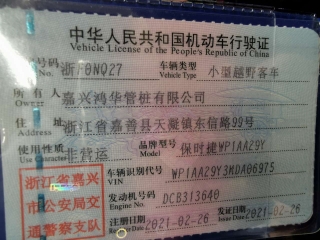 中华人民共和国机动车行驶证
Vehicle License of the People's Republic of China
号码 浙F0NQ27 车辆类型 小型越野客车
No. Vehicle Type
所有人 嘉兴鸿华管桩有限公司
Owner
住址 浙江省嘉善县天凝镇东信路99号
Address
使用性质 非营运 品牌型号 保时捷WP1AA29Y
Use Character Model
浙江省嘉兴 车辆识别代号 WP1AA29Y3MDA06975
VIN
市公安局交 发动机号码 DCB313640
Engine No.
通警察支队 注册日期 2021-02-26 发证日期 2021-02-26
Register Date Issue Date